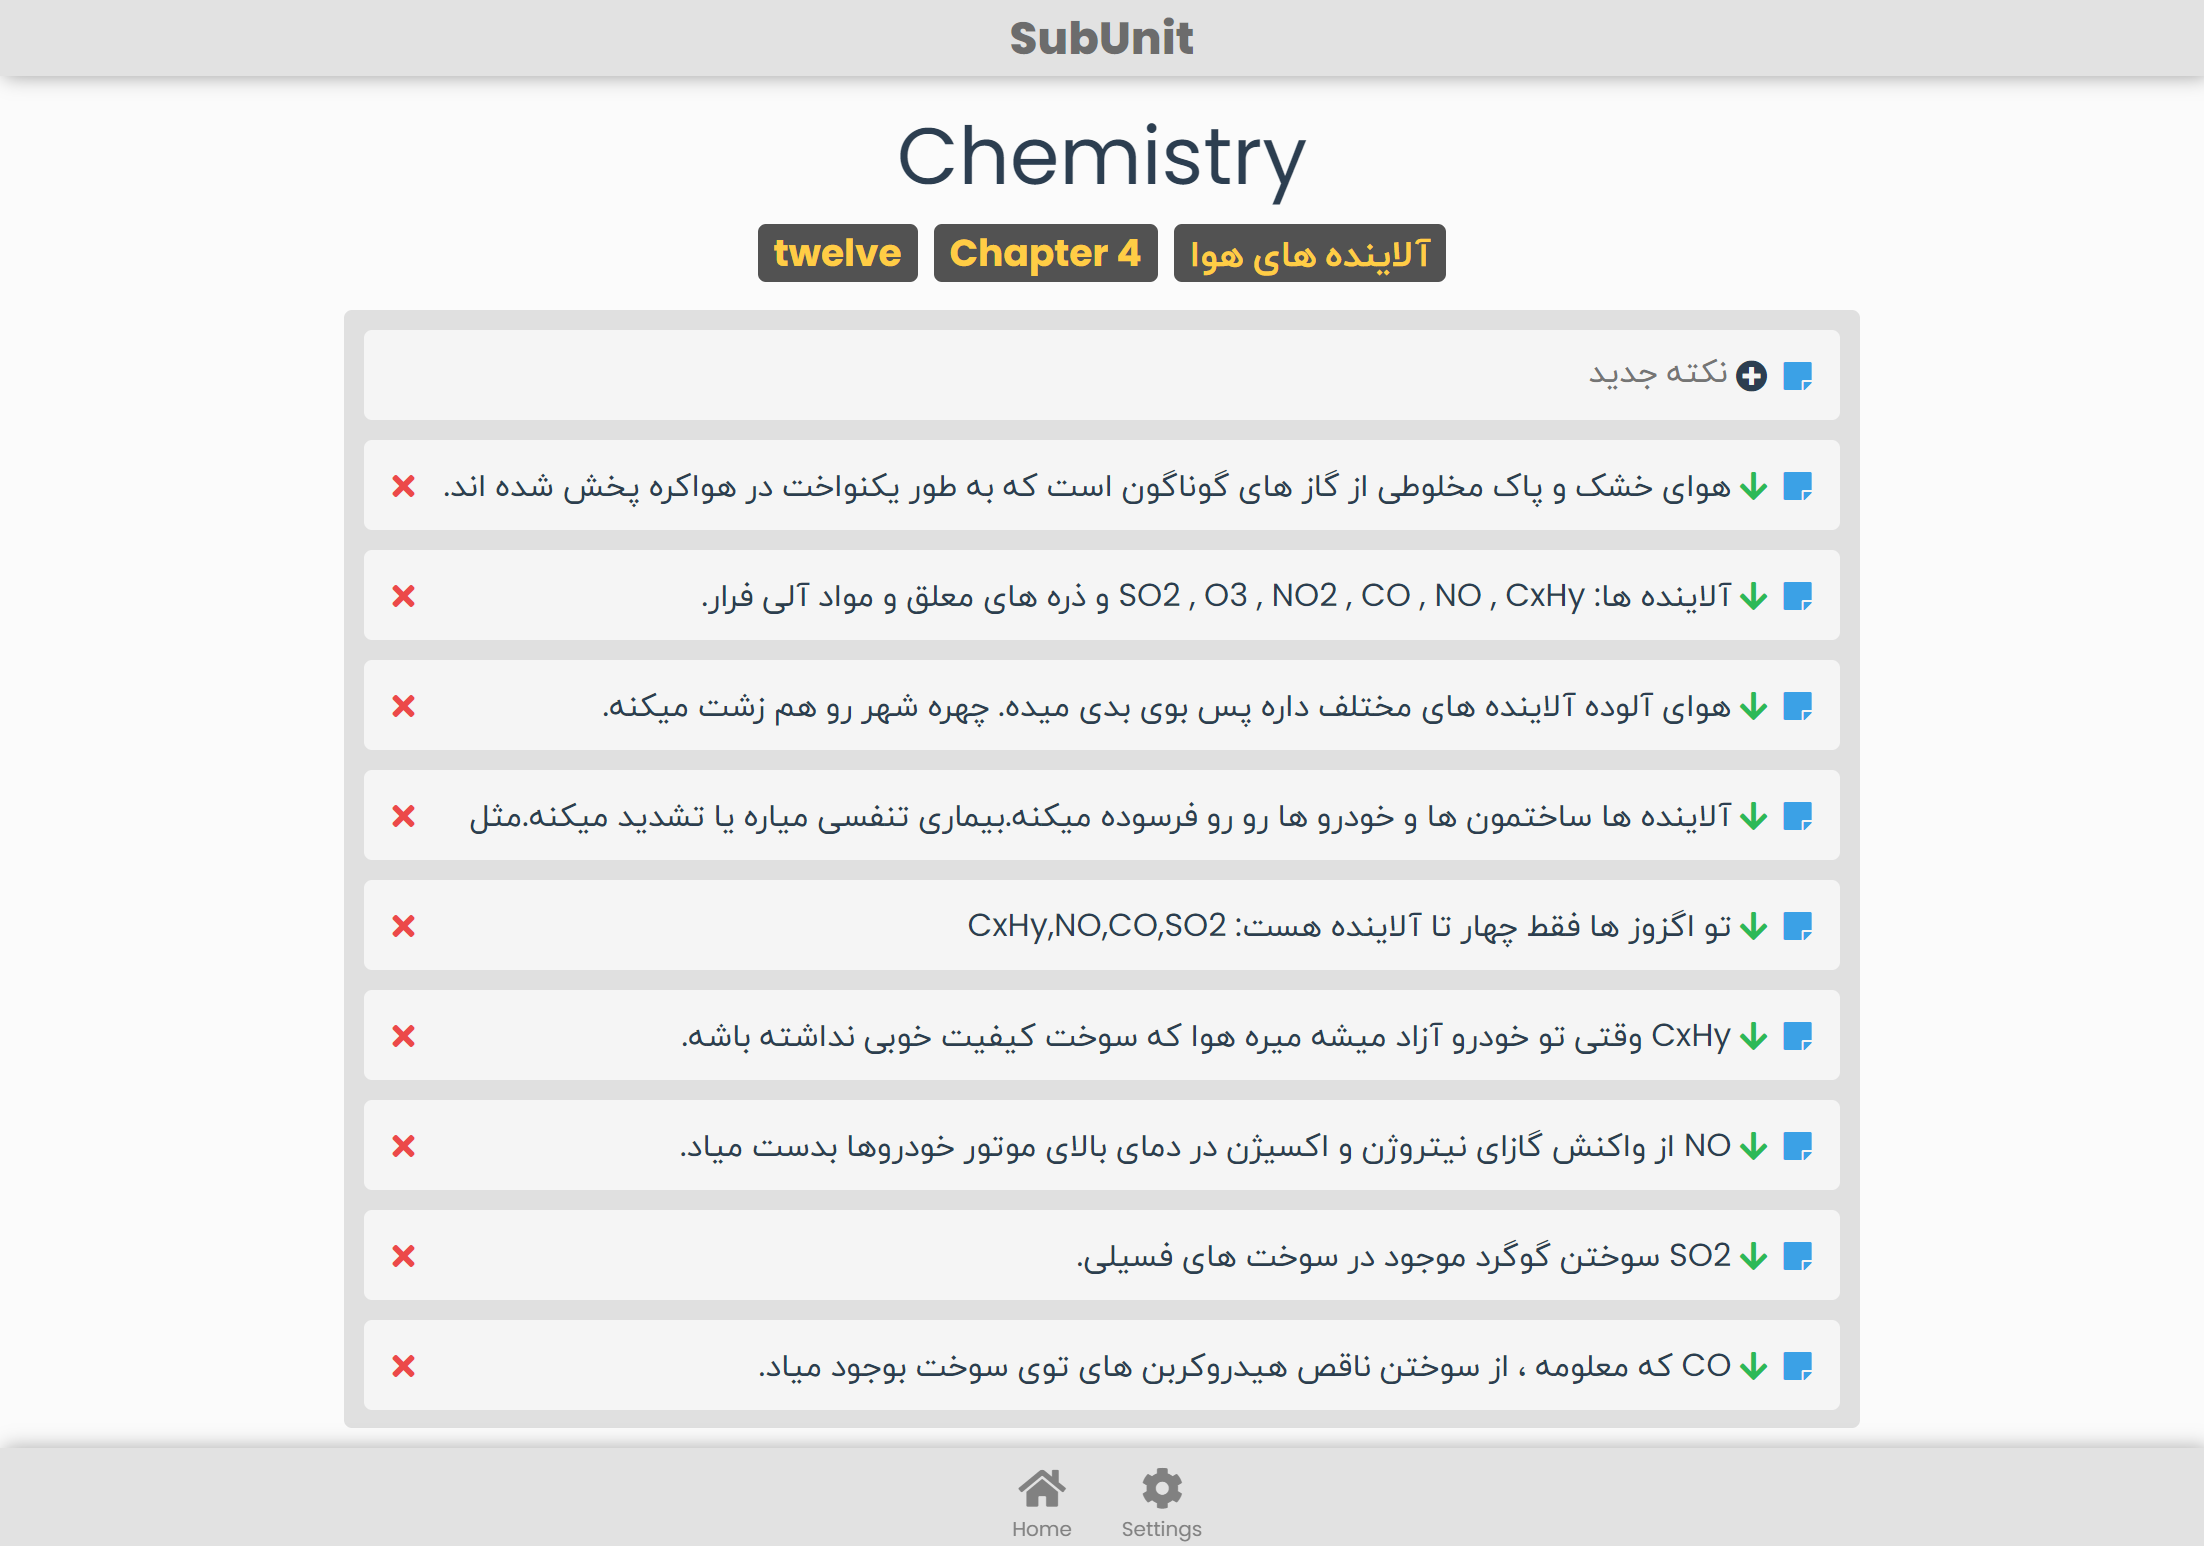 SubUnit
Chemistry
twelve
Chapter 4
آلاینده های هوا
نکته جدید
هوای خشک و پاک مخلوطی از گاز های گوناگون است که به طور یکنواخت در هواکره پخش شده اند.
آلاینده ها: SO2 , O3 , NO2 , CO , NO , CxHy و ذره های معلق و مواد آلی فرار.
هوای آلوده آلاینده های مختلف داره پس بوی بدی میده. چهره شهر رو هم زشت میکنه.
آلاینده ها ساختمون ها و خودرو ها رو رو فرسوده میکنه.بیماری تنفسی میاره یا تشدید میکنه.مثل
تو اگزوز ها فقط چهار تا آلاینده هست: CxHy,NO,CO,SO2
CxHy وقتی تو خودرو آزاد میشه میره هوا که سوخت کیفیت خوبی نداشته باشه.
NO از واکنش گازای نیتروژن و اکسیژن در دمای بالای موتور خودروها بدست میاد.
SO2 سوختن گوگرد موجود در سوخت های فسیلی.
CO که معلومه ، از سوختن ناقص هیدروکربن های توی سوخت بوجود میاد.
Home
Settings